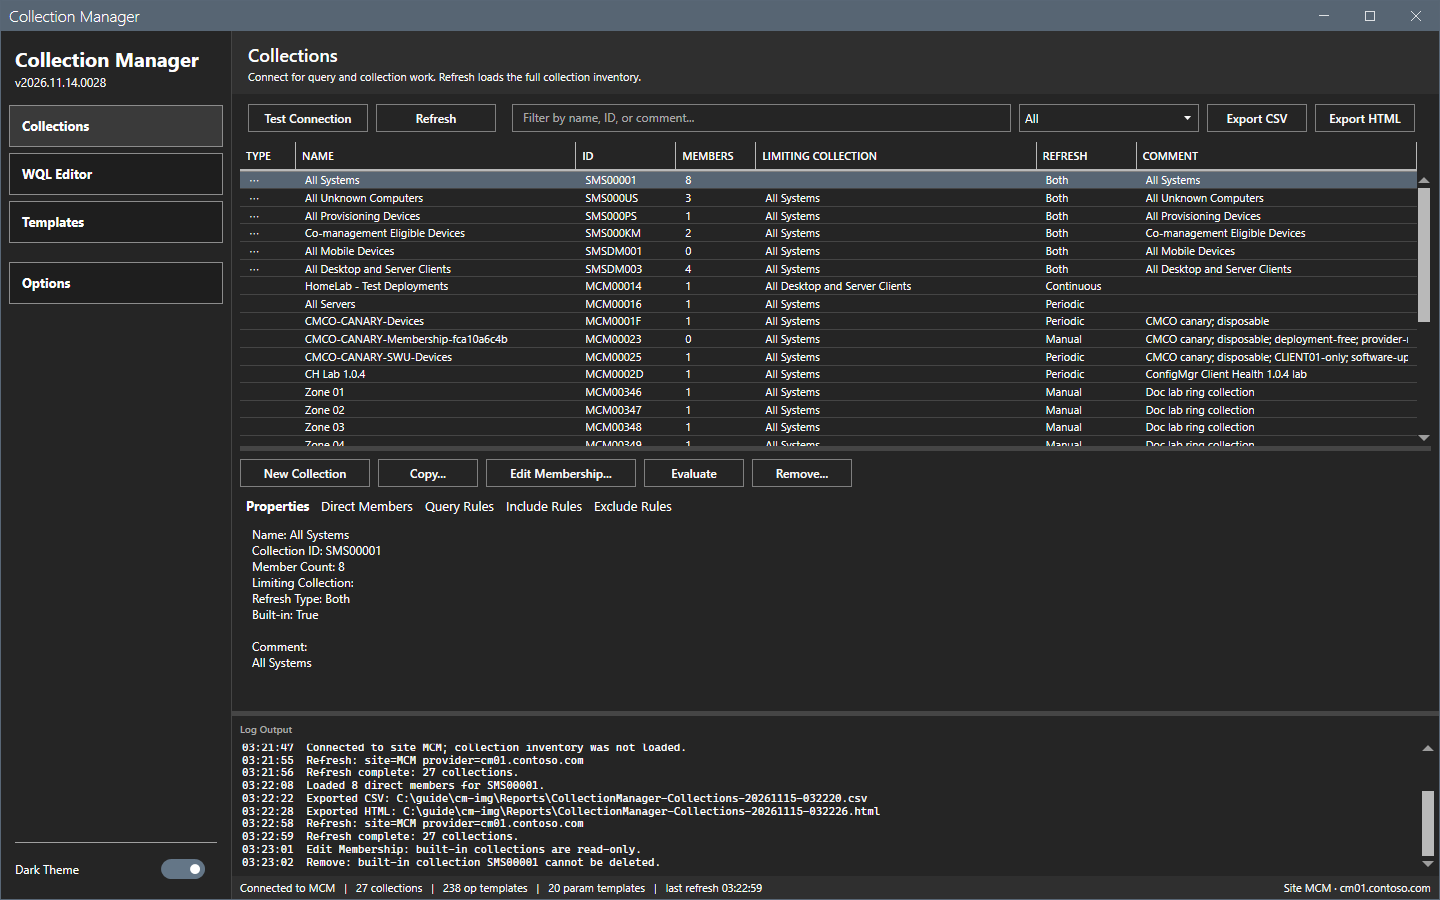 Collection Manager
Collection Manager
v2026.11.14.0028
Collections
WQL Editor
Templates
Options
Dark Theme
Collections
Connect for query and collection work. Refresh loads the full collection inventory.
Test Connection Refresh Filter by name, ID, or comment... All Export CSV Export HTML
TYPE NAME ID MEMBERS LIMITING COLLECTION REFRESH COMMENT
... All Systems SMS00001 8 Both All Systems
... All Unknown Computers SMS000US 3 All Systems Both All Unknown Computers
... All Provisioning Devices SMS000PS 1 All Systems Both All Provisioning Devices
... Co-management Eligible Devices SMS000KM 2 All Systems Both Co-management Eligible Devices
... All Mobile Devices SMSDM001 0 All Systems Both All Mobile Devices
... All Desktop and Server Clients SMSDM003 4 All Systems Both All Desktop and Server Clients
HomeLab - Test Deployments MCM00014 1 All Desktop and Server Clients Continuous
All Servers MCM00016 1 All Systems Periodic
CMCO-CANARY-Devices MCM0001F 1 All Systems Periodic CMCO canary; disposable
CMCO-CANARY-Membership-fca10a6c4b MCM00023 0 All Systems Manual CMCO canary; disposable; deployment-free; provider-
CMCO-CANARY-SWU-Devices MCM00025 1 All Systems Periodic CMCO canary; disposable; CLIENT01-only; software-up
CH Lab 1.0.4 MCM0002D 1 All Systems Periodic ConfigMgr Client Health 1.0.4 lab
Zone 01 MCM00346 1 All Systems Manual Doc lab ring collection
Zone 02 MCM00347 1 All Systems Manual Doc lab ring collection
Zone 03 MCM00348 1 All Systems Manual Doc lab ring collection
Zone 04 MCM00349 1 All Systems Manual Doc lab ring collection
New Collection Copy... Edit Membership... Evaluate Remove...
Properties Direct Members Query Rules Include Rules Exclude Rules
Name: All Systems
Collection ID: SMS00001
Member Count: 8
Limiting Collection:
Refresh Type: Both
Built-in: True
Comment:
All Systems
Log Output
03:21:47 Connected to site MCM; collection inventory was not loaded.
03:21:55 Refresh: site=MCM provider=cm01.contoso.com
03:21:56 Refresh complete: 27 collections.
03:22:08 Loaded 8 direct members for SMS00001.
03:22:22 Exported CSV: C:\guide\cm-img\Reports\CollectionManager-Collections-20261115-032220.csv
03:22:28 Exported HTML: C:\guide\cm-img\Reports\CollectionManager-Collections-20261115-032226.html
03:22:58 Refresh: site=MCM provider=cm01.contoso.com
03:22:59 Refresh complete: 27 collections.
03:23:01 Edit Membership: built-in collections are read-only.
03:23:02 Remove: built-in collection SMS00001 cannot be deleted.
Connected to MCM | 27 collections | 238 op templates | 20 param templates | last refresh 03:22:59 Site MCM · cm01.contoso.com